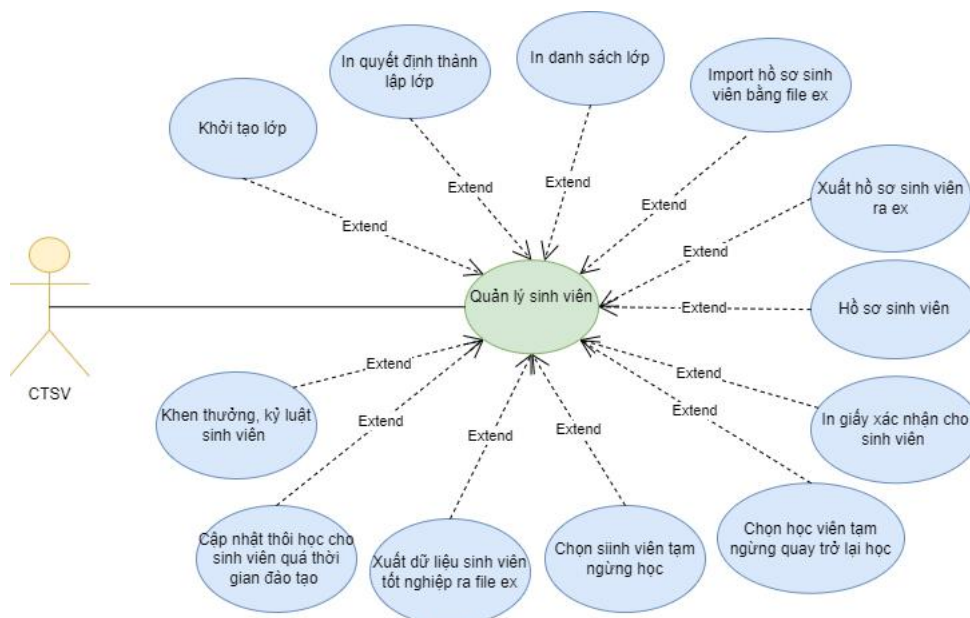 In quyết định thành
lập lớp
In danh sách lớp
Import hồ sơ sinh
viên bằng file ex
Khởi tạo lớp
Xuất hồ sơ sinh viên
ra ex
Extend
Extend
Extend
Extend
Extend
Quản lý sinh viên
Hồ sơ sinh viên
Extend
CTSV
Extend
Extend
Khen thưởng, kỷ luật
sinh viên
In giấy xác nhận cho
sinh viên
Extend
Extend
Extend
Extend
Cập nhật thôi học cho
sinh viên quá thời
gian đào tạo
Xuất dữ liệu sinh viên
tốt nghiệp ra file ex
Chọn siinh viên tạm
ngừng học
Chọn học viên tạm
ngừng quay trở lại học